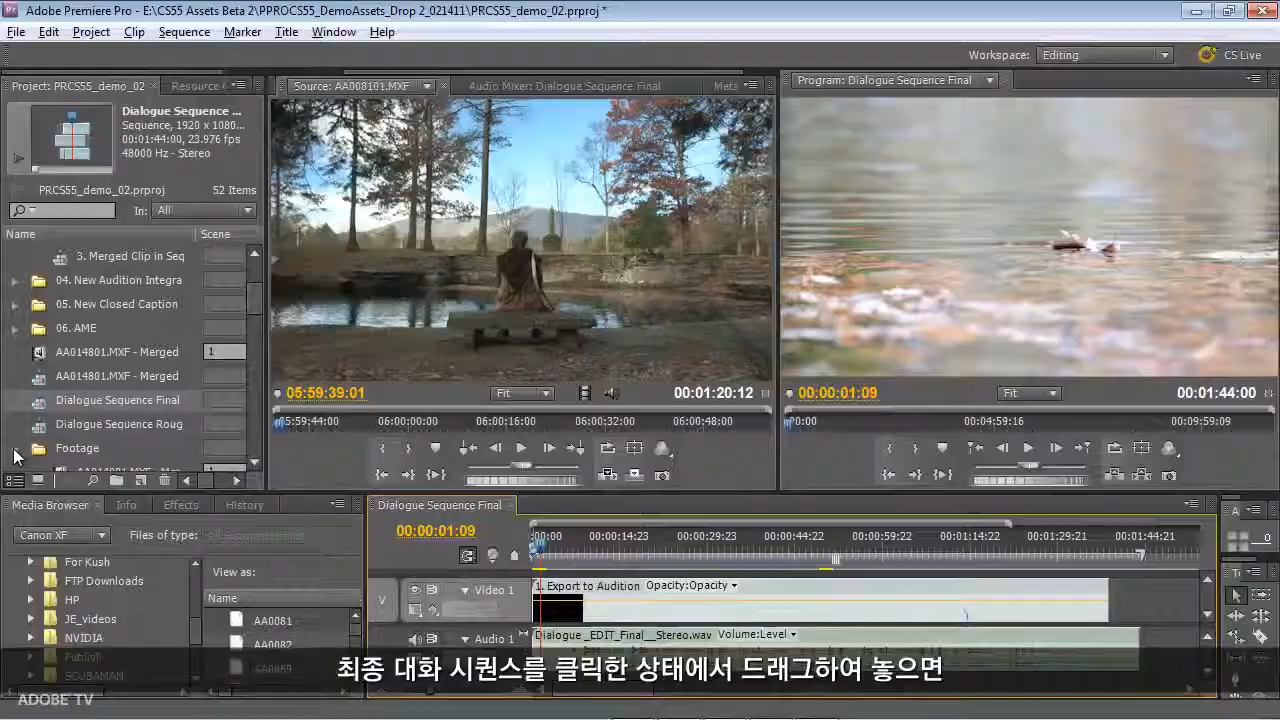 Adobe Premiere Pro - E:\CS55 Assets Beta 2\PPROCS55_DemoAssets_Drop 2_021411\PRCS55_demo_02.prproj *
File Edit Project Clip Sequence Marker Title Window Help
Workspace: Editing CS Live
Project: PRCS55_demo_02 Resource
Source: AA008101.MXF Audio Mixer: Dialogue Sequence Final Meta
Program: Dialogue Sequence Final
Dialogue Sequence ...
Sequence, 1920 x 1080...
00:01:44:00, 23.976 fps
48000 Hz - Stereo
PRCS55_demo_02.prproj 52 Items
In: All
Name Scene
3. Merged Clip in Seq
04. New Audition Integra
05. New Closed Caption
06. AME
AA014801.MXF - Merged 1
AA014801.MXF - Merged
Dialogue Sequence Final
Dialogue Sequence Roug
Footage
05:59:39:01 Fit 00:01:20:12
5:59:44:00 06:00:00:00 06:00:16:00 06:00:32:00 06:00:48:00
00:00:01:09 Fit 00:01:44:00
00:00 00:04:59:16 00:09:59:09
Media Browser Info Effects History
Canon XF Files of type:
For Kush
FTP Downloads
HP
JE_videos
NVIDIA
Publish
SCUBAMAN
View as:
Name
AA0081
AA0082
AA0089
Dialogue Sequence Final
00:00:01:09
:00:00 00:00:14:23 00:00:29:23 00:00:44:22 00:00:59:22 00:01:14:22 00:01:29:21 00:01:44:21
V Video 1 1. Export to Audition Opacity:Opacity
Audio 1 Dialogue _EDIT_Final__Stereo.wav Volume:Level
A
0
To
최종 대화 시퀀스를 클릭한 상태에서 드래그하여 놓으면
ADOBE TV